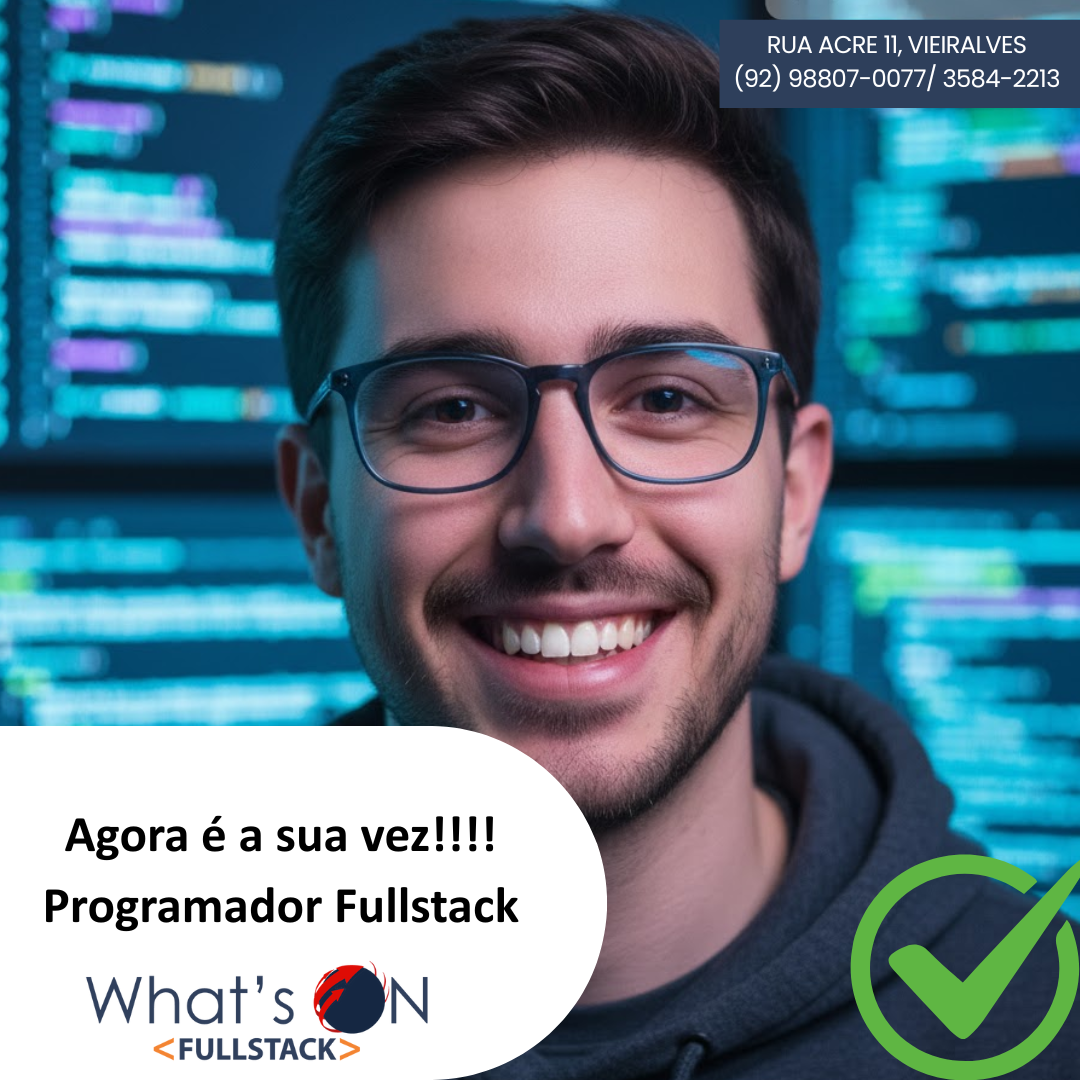 RUA ACRE 11, VIEIRALVES
(92) 98807-0077/ 3584-2213
Agora é a sua vez!!!!
Programador Fullstack
What's ON
<FULLSTACK>